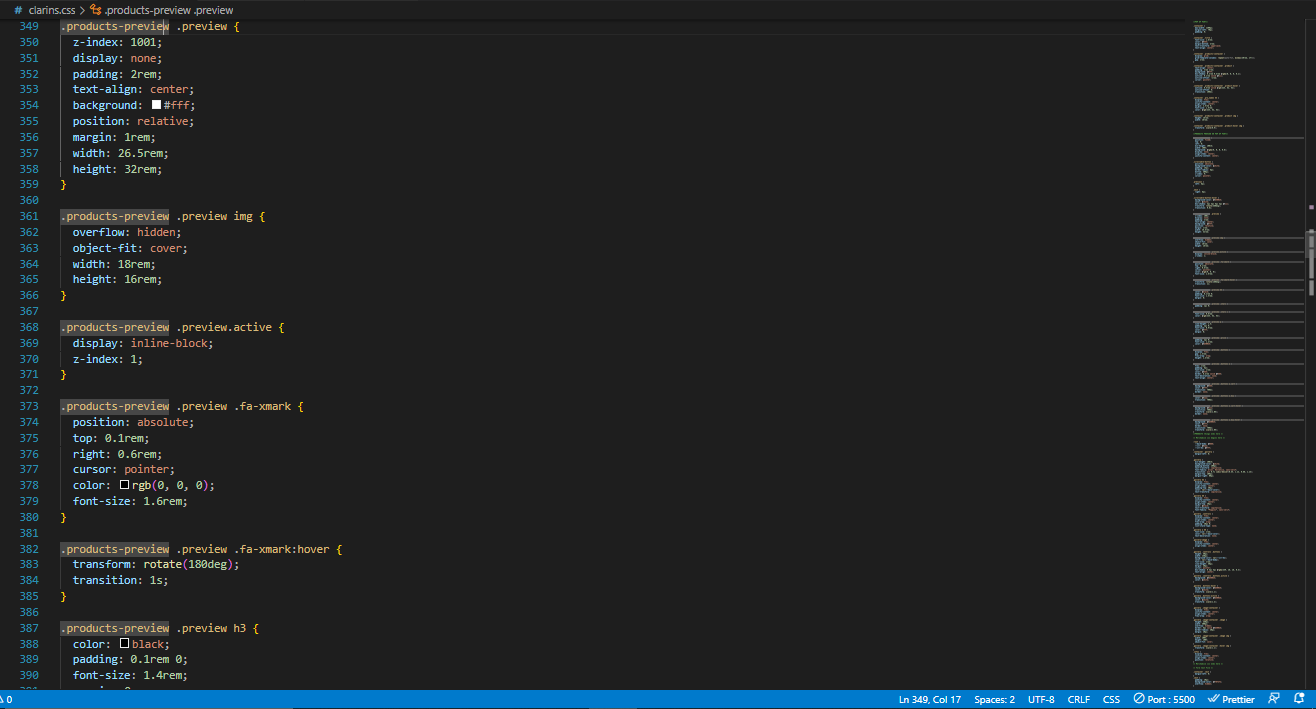 # clarins.css > .products-preview .preview
349 .products-preview .preview {
350 z-index: 1001;
351 display: none;
352 padding: 2rem;
353 text-align: center;
354 background: #fff;
355 position: relative;
356 margin: 1rem;
357 width: 26.5rem;
358 height: 32rem;
359 }
360
361 .products-preview .preview img {
362 overflow: hidden;
363 object-fit: cover;
364 width: 18rem;
365 height: 16rem;
366 }
367
368 .products-preview .preview.active {
369 display: inline-block;
370 z-index: 1;
371 }
372
373 .products-preview .preview .fa-xmark {
374 position: absolute;
375 top: 0.1rem;
376 right: 0.6rem;
377 cursor: pointer;
378 color: rgb(0, 0, 0);
379 font-size: 1.6rem;
380 }
381
382 .products-preview .preview .fa-xmark:hover {
383 transform: rotate(180deg);
384 transition: 1s;
385 }
386
387 .products-preview .preview h3 {
388 color: black;
389 padding: 0.1rem 0;
390 font-size: 1.4rem;
0 Ln 349, Col 17 Spaces: 2 UTF-8 CRLF CSS Port : 5500 Prettier